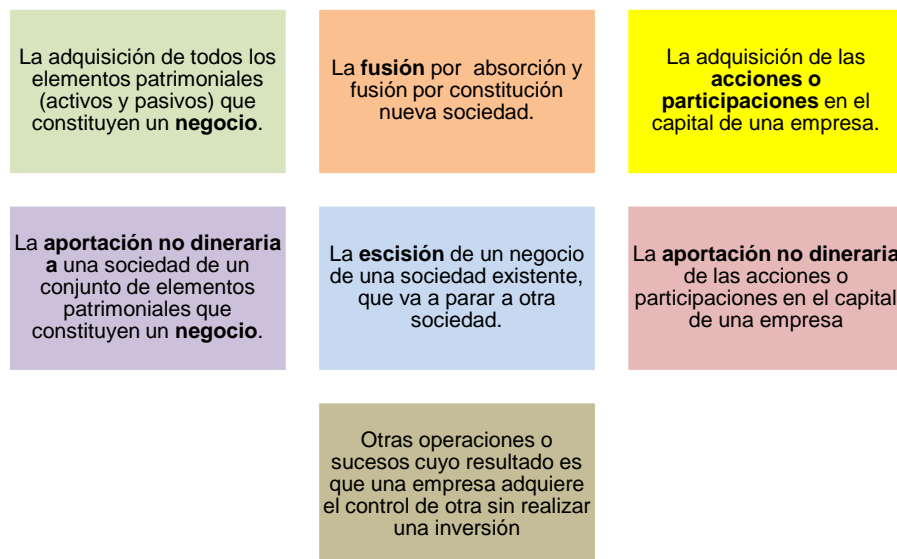 La adquisición de todos los
elementos patrimoniales
(activos y pasivos) que
constituyen un negocio.
La fusión por absorción y
fusión por constitución
nueva sociedad.
La adquisición de las
acciones o
participaciones en el
capital de una empresa.
La aportación no dineraria
a una sociedad de un
conjunto de elementos
patrimoniales que
constituyen un negocio.
La escisión de un negocio
de una sociedad existente,
que va a parar a otra
sociedad.
La aportación no dineraria
de las acciones o
participaciones en el capital
de una empresa
Otras operaciones o
sucesos cuyo resultado es
que una empresa adquiere
el control de otra sin realizar
una inversión